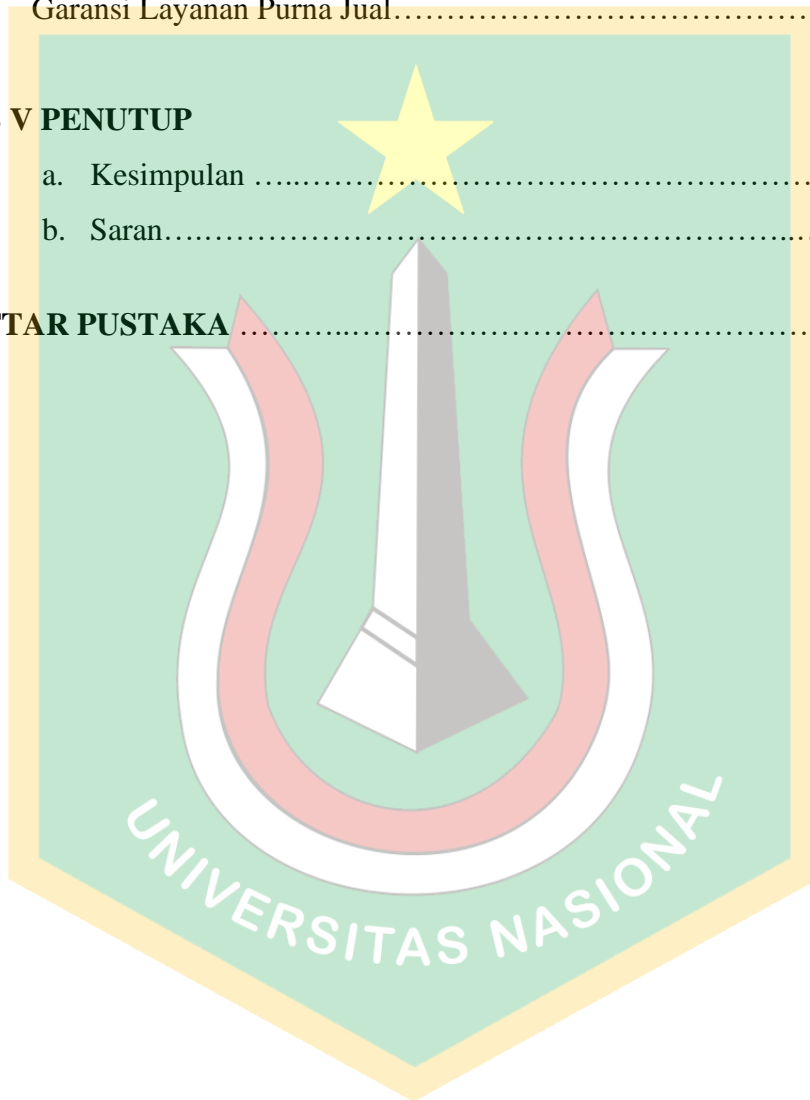 Garansi Layanan Purna Jual…………………………………
V PENUTUP
a. Kesimpulan …..……………………………………………
b. Saran….………………………………………………...…
TAR PUSTAKA ………..………………………………………
UNIVERSITAS NASIONAL